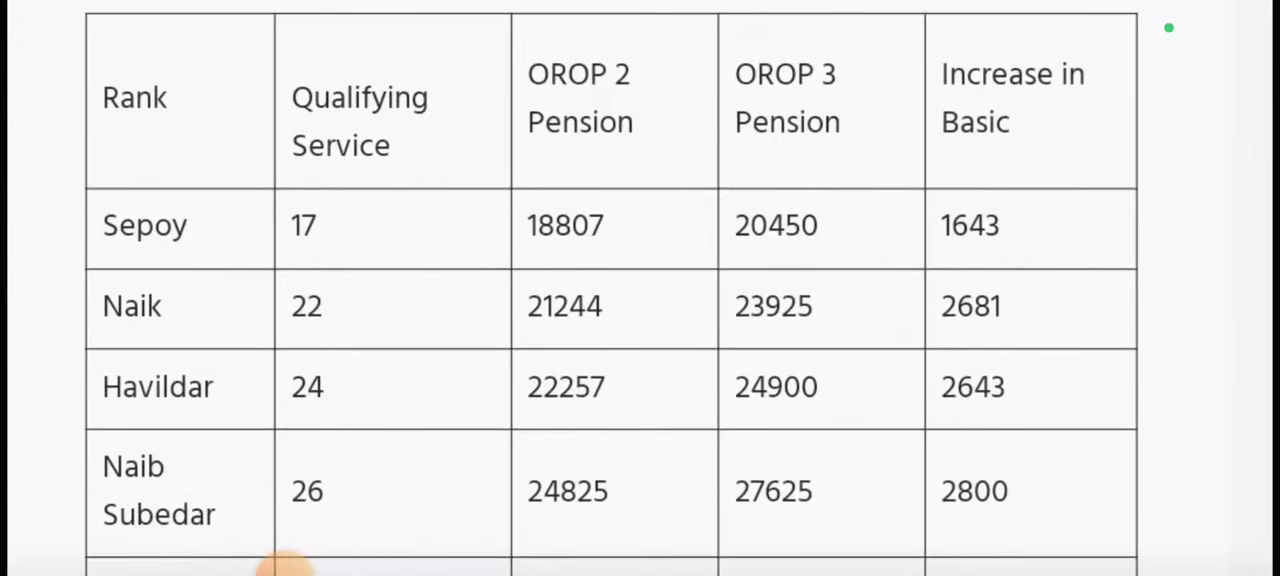 Rank
Qualifying
Service
OROP 2
Pension
OROP 3
Pension
Increase in
Basic
Sepoy 17 18807 20450 1643
Naik 22 21244 23925 2681
Havildar 24 22257 24900 2643
Naib
Subedar
26 24825 27625 2800